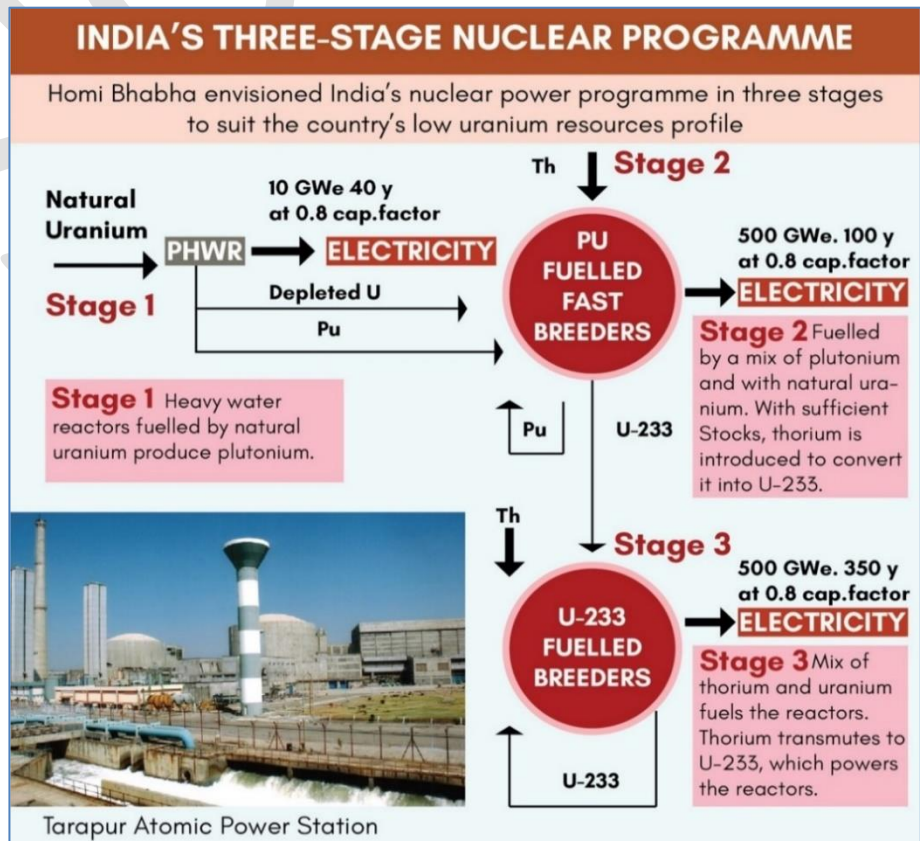 INDIA'S THREE-STAGE NUCLEAR PROGRAMME
Homi Bhabha envisioned India's nuclear power programme in three stages
to suit the country's low uranium resources profile
Natural
Uranium
Stage 1
PHWR
10 GWe 40 y
at 0.8 cap.factor
ELECTRICITY
Depleted U
Pu
Th
Stage 2
PU
FUELLED
FAST
BREEDERS
500 GWe. 100 y
at 0.8 cap.factor
ELECTRICITY
Stage 1 Heavy water
reactors fuelled by natural
uranium produce plutonium.
Pu
U-233
Stage 2 Fuelled
by a mix of plutonium
and with natural ura-
nium. With sufficient
Stocks, thorium is
introduced to convert
it into U-233.
Th
Stage 3
U-233
FUELLED
BREEDERS
500 GWe. 350 y
at 0.8 cap.factor
ELECTRICITY
Stage 3 Mix of
thorium and uranium
fuels the reactors.
Thorium transmutes to
U-233, which powers
the reactors.
U-233
Tarapur Atomic Power Station